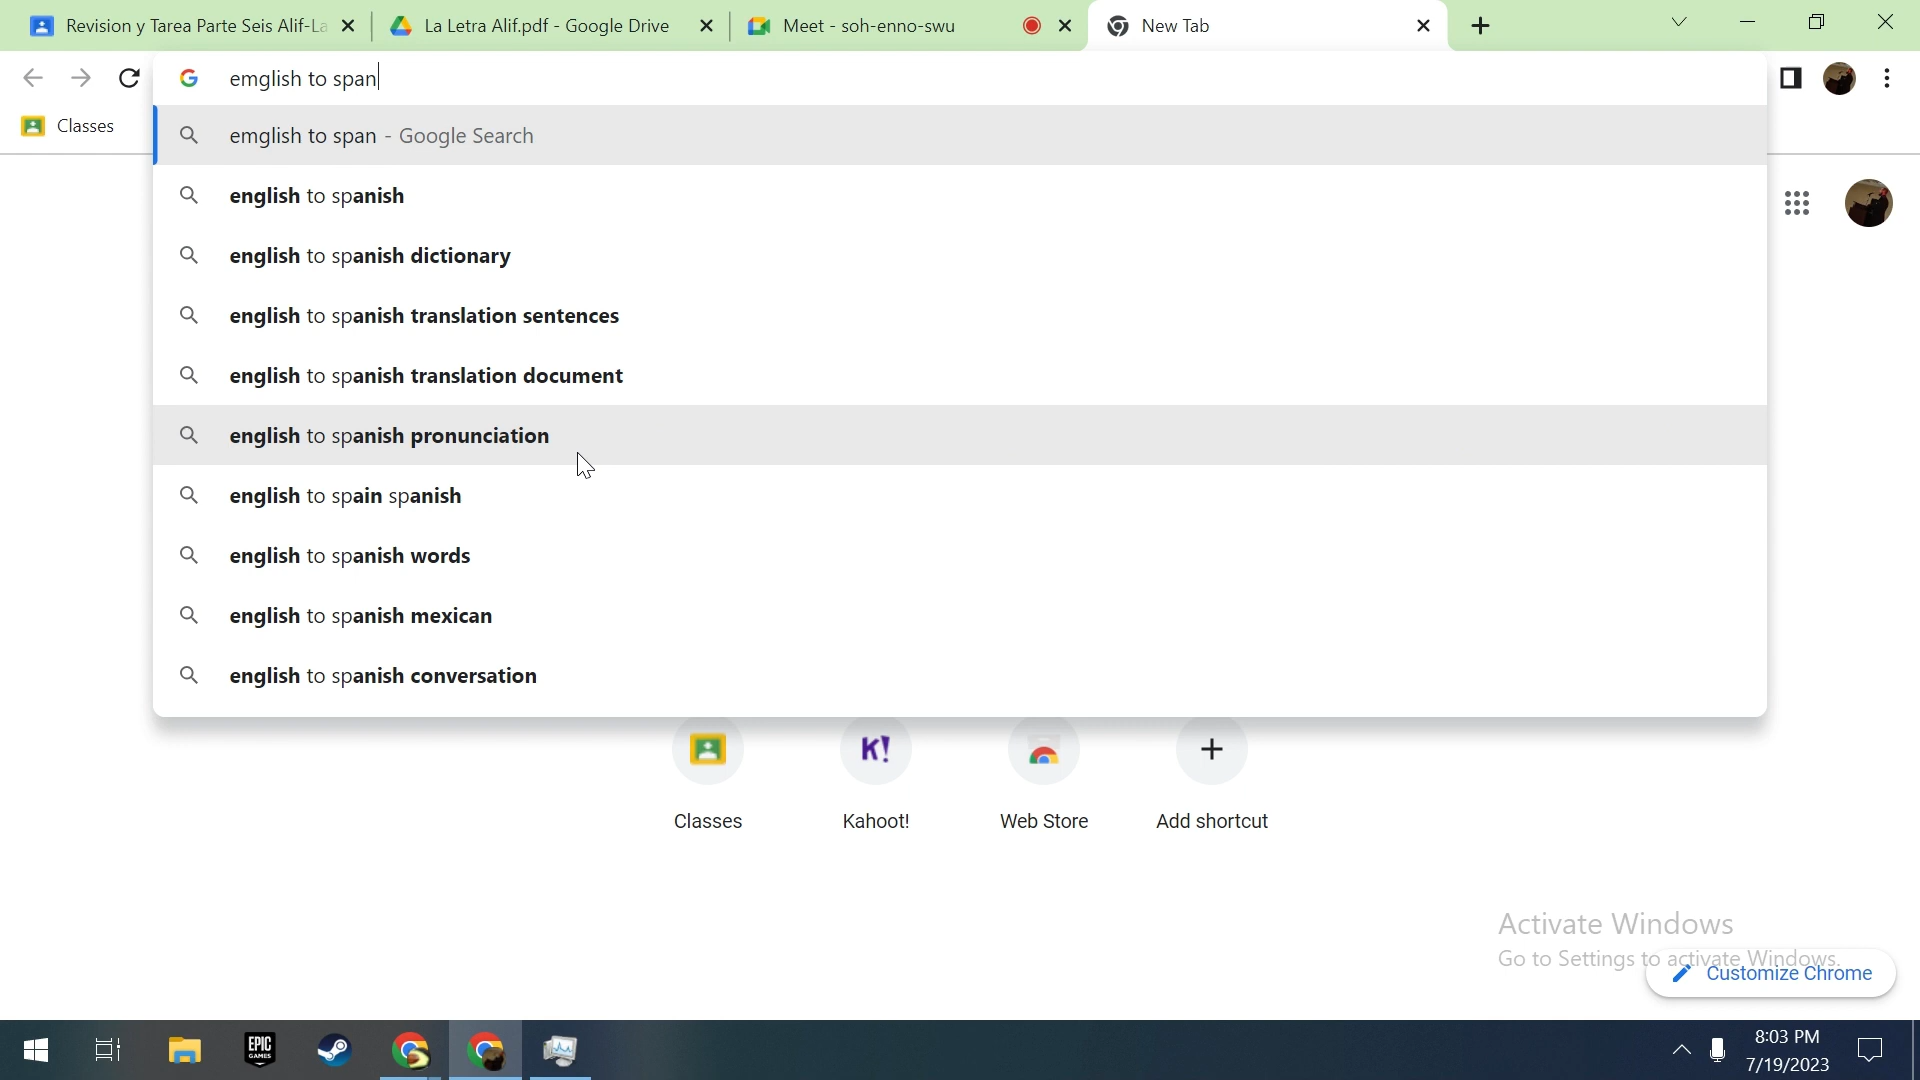 Revision y Tarea Parte Seis Alif-La
La Letra Alif.pdf - Google Drive
Meet - soh-enno-swu
New Tab
emglish to span
Classes
emglish to span - Google Search
english to spanish
english to spanish dictionary
english to spanish translation sentences
english to spanish translation document
english to spanish pronunciation
english to spain spanish
english to spanish words
english to spanish mexican
english to spanish conversation
K!
Classes
Kahoot!
Web Store
Add shortcut
Activate Windows
Go to Settings to activate Windows.
Customize Chrome
EPIC GAMES
8:03 PM
7/19/2023